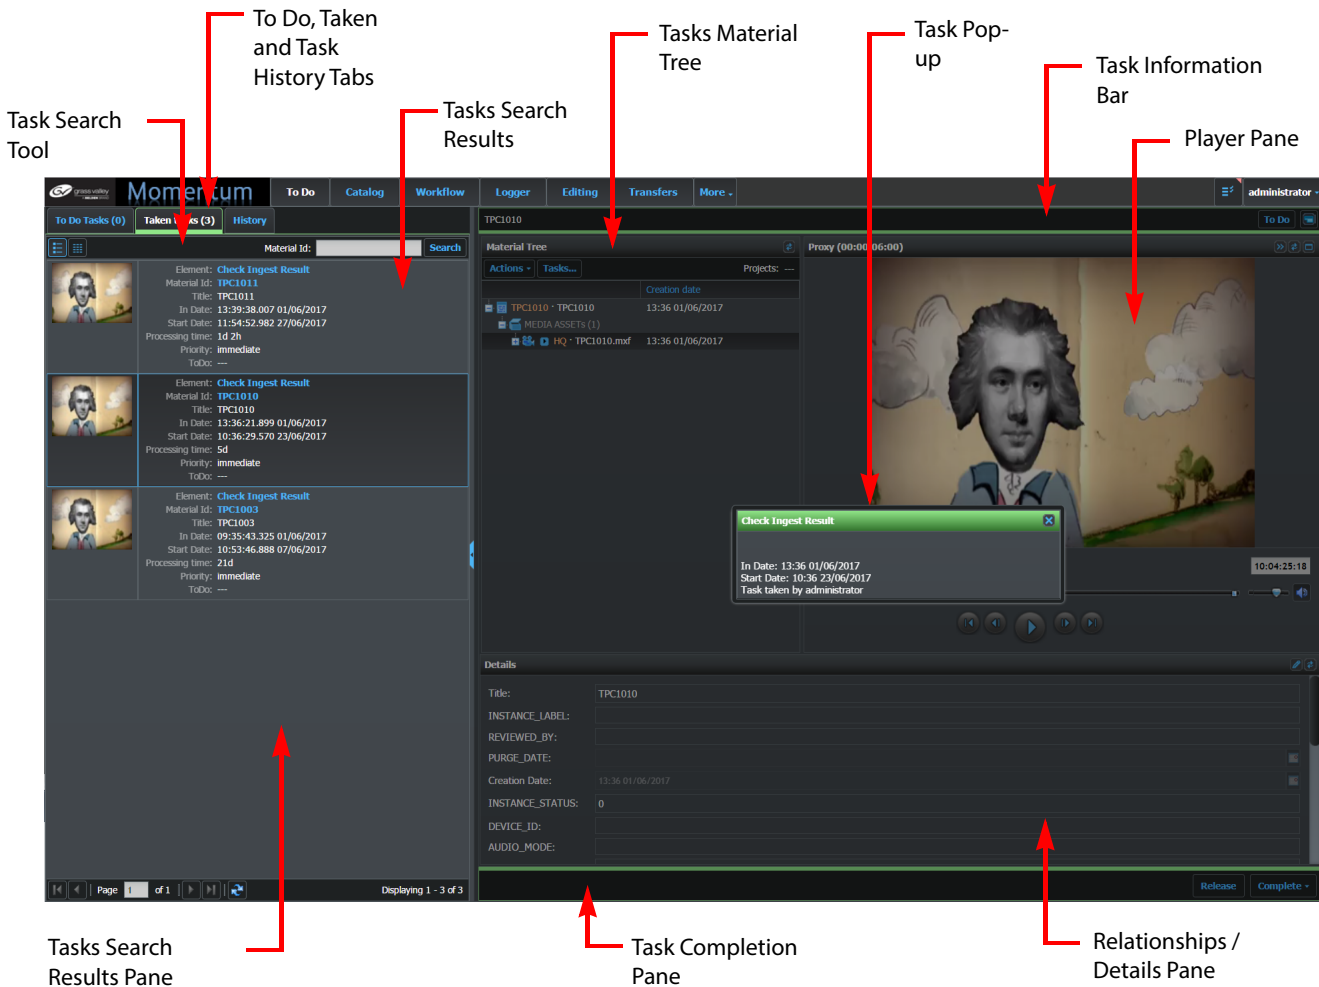 To Do, Taken
and Task
History Tabs
Tasks Material
Tree
Task Pop-
up
Task Information
Bar
Task Search
Tool
Tasks Search
Results
Player Pane
grass valley
Momentum
To Do
Catalog
Workflow
Logger
Editing
Transfers
More
administrator
To Do Tasks (0)
Taken Tasks (3)
History
TPC1010
To Do
Material Id:
Search
Material Tree
Proxy (00:00:06:00)
Actions
Tasks...
Projects: ---
Creation date
TPC1010 · TPC1010 13:36 01/06/2017
MEDIA ASSETs (1)
HQ · TPC1010.mxf 13:36 01/06/2017
Element: Check Ingest Result
Material Id: TPC1011
Title: TPC1011
In Date: 13:39:38.007 01/06/2017
Start Date: 11:54:52.982 27/06/2017
Processing time: 1d 2h
Priority: immediate
ToDo: ---
Element: Check Ingest Result
Material Id: TPC1010
Title: TPC1010
In Date: 13:36:21.899 01/06/2017
Start Date: 10:36:29.570 23/06/2017
Processing time: 5d
Priority: immediate
ToDo: ---
Element: Check Ingest Result
Material Id: TPC1003
Title: TPC1003
In Date: 09:35:43.325 01/06/2017
Start Date: 10:53:46.888 07/06/2017
Processing time: 21d
Priority: immediate
ToDo: ---
Check Ingest Result
In Date: 13:36 01/06/2017
Start Date: 10:36 23/06/2017
Task taken by administrator
10:04:25:18
Details
Title: TPC1010
INSTANCE_LABEL:
REVIEWED_BY:
PURGE_DATE:
Creation Date: 13:36 01/06/2017
INSTANCE_STATUS: 0
DEVICE_ID:
AUDIO_MODE:
Page 1 of 1
Displaying 1 - 3 of 3
Release
Complete
Tasks Search
Results Pane
Task Completion
Pane
Relationships /
Details Pane